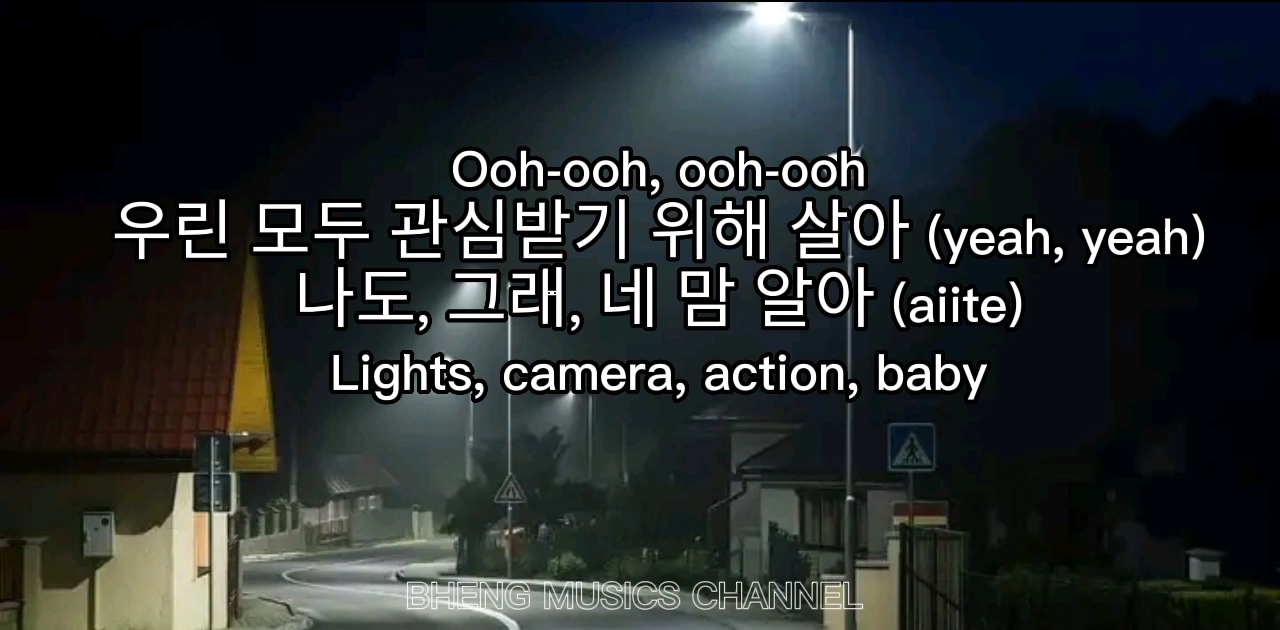 Ooh-ooh, ooh-ooh
우린 모두 관심받기 위해 살아 (yeah, yeah)
나도, 그래, 네 맘 알아 (aiite)
Lights, camera, action, baby
BHENG MUSICS CHANNEL